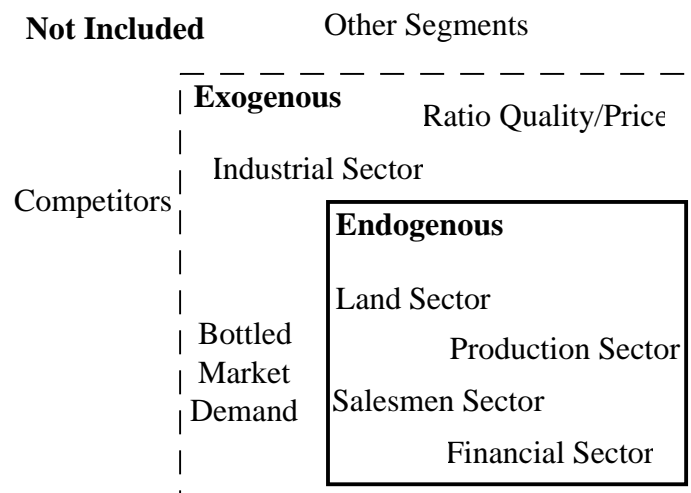 Not Included
Other Segments
Exogenous
Ratio Quality/Price
Industrial Sector
Competitors
Endogenous
Land Sector
Bottled
Market
Demand
Production Sector
Salesmen Sector
Financial Sector